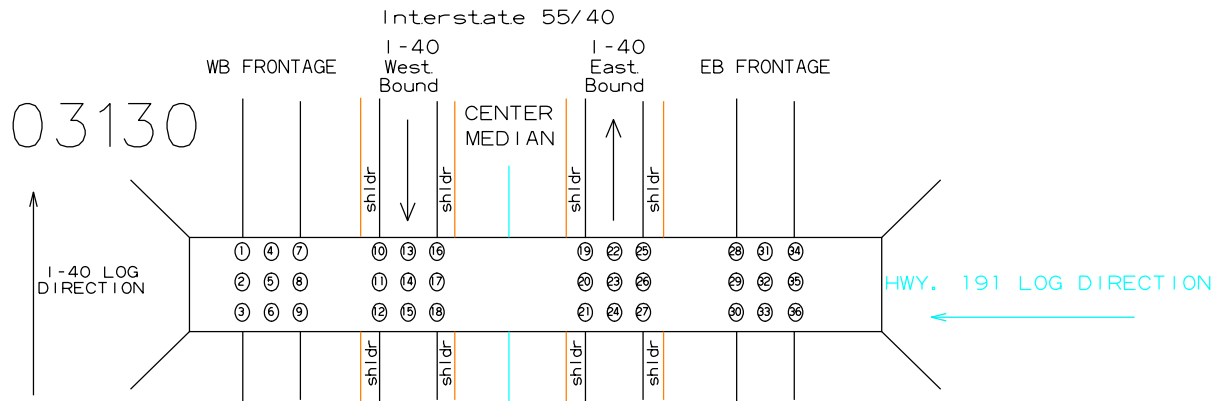 Interstate 55/40
I-40
West
Bound
I-40
East
Bound
WB FRONTAGE
EB FRONTAGE
03130
CENTER
MEDIAN
shldr
shldr
shldr
shldr
1 4 7 10 13 16 19 22 25 28 31 34
I-40 LOG
DIRECTION
2 5 8 11 14 17 20 23 26 29 32 35
HWY. 191 LOG DIRECTION
3 6 9 12 15 18 21 24 27 30 33 36
shldr
shldr
shldr
shldr